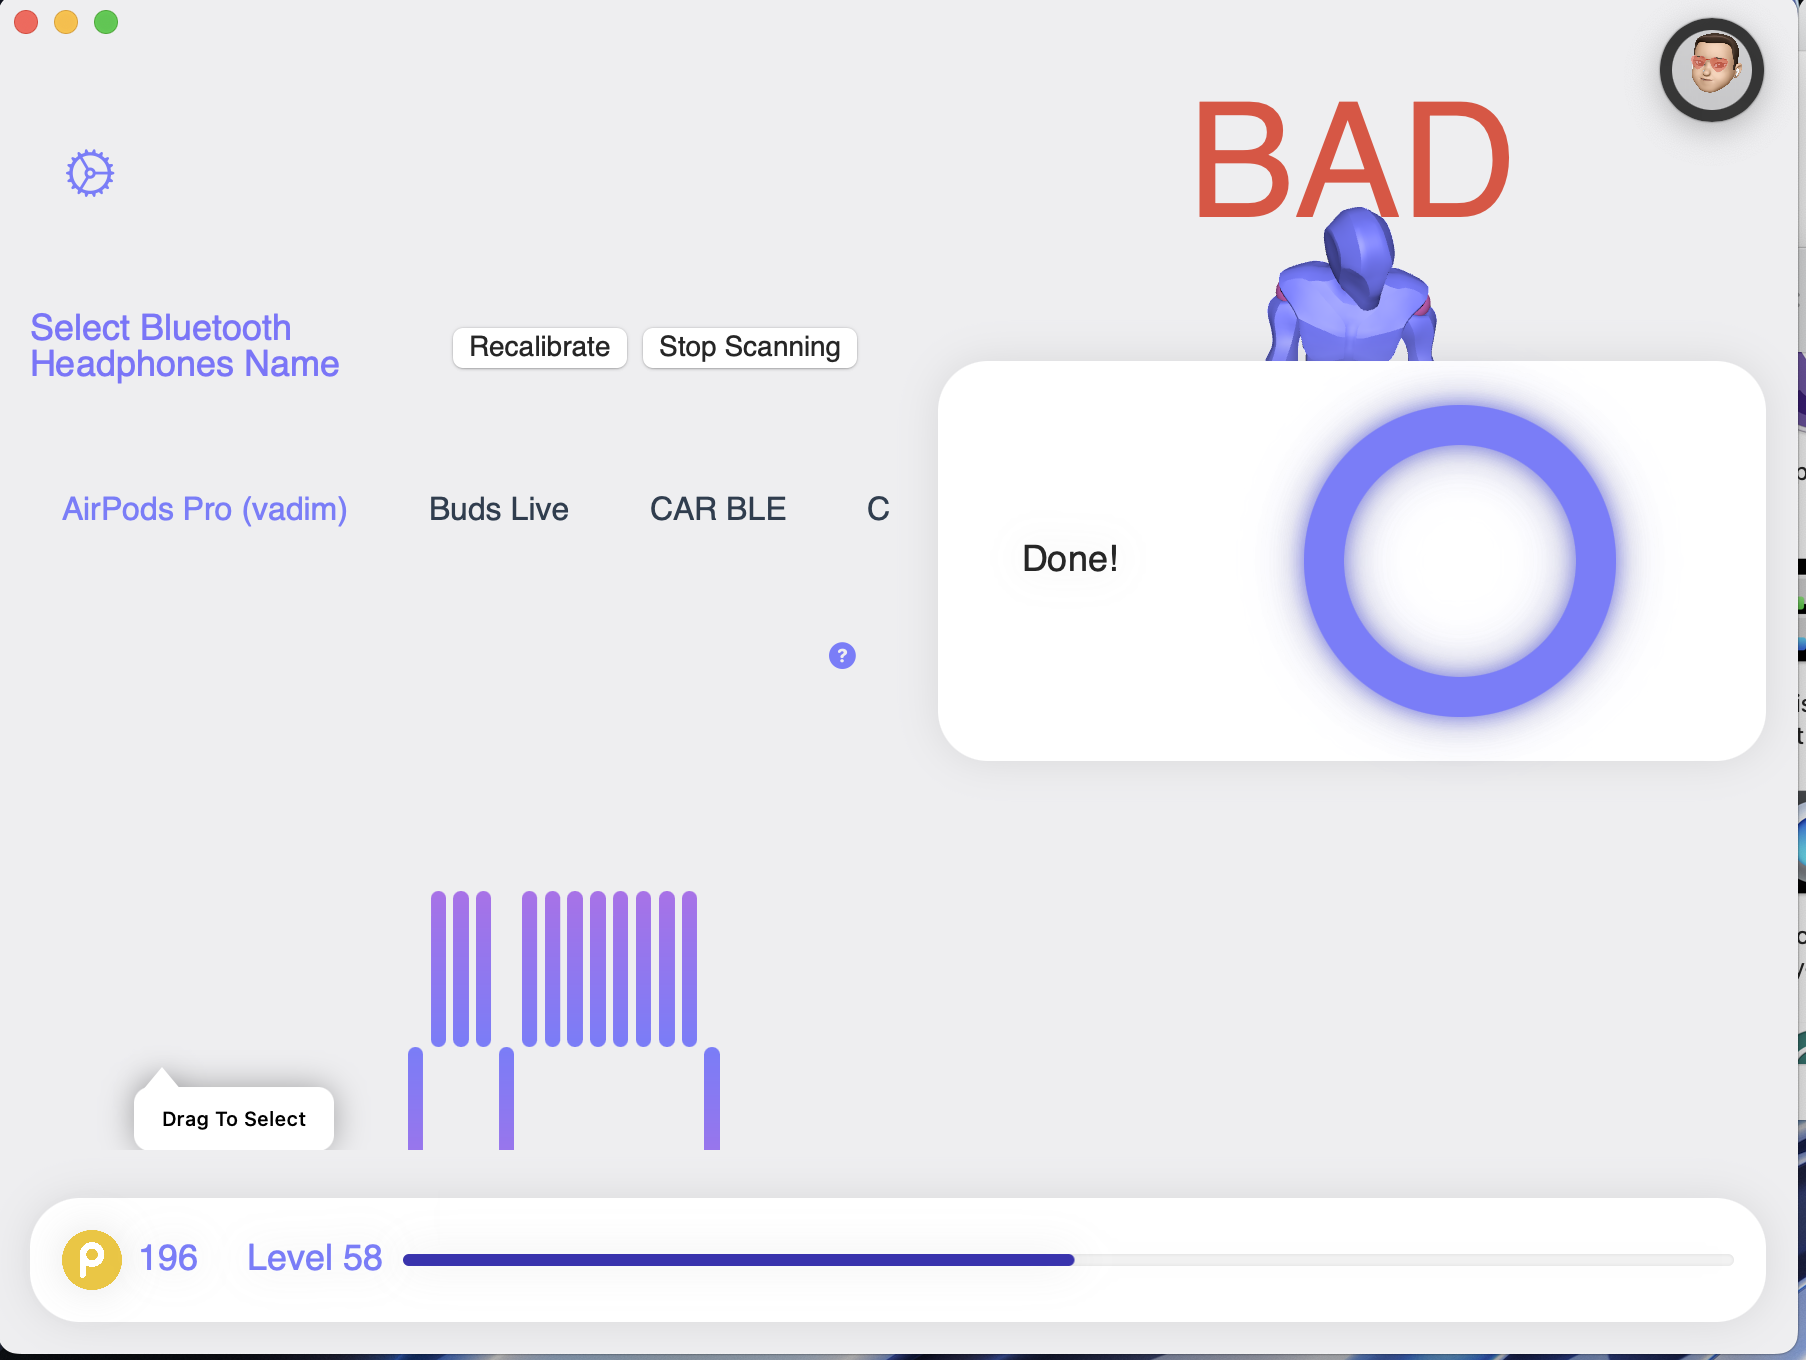 BAD
Select Bluetooth
Headphones Name
Recalibrate
Stop Scanning
AirPods Pro (vadim)
Buds Live
CAR BLE
C
Done!
?
Drag To Select
P
196
Level 58